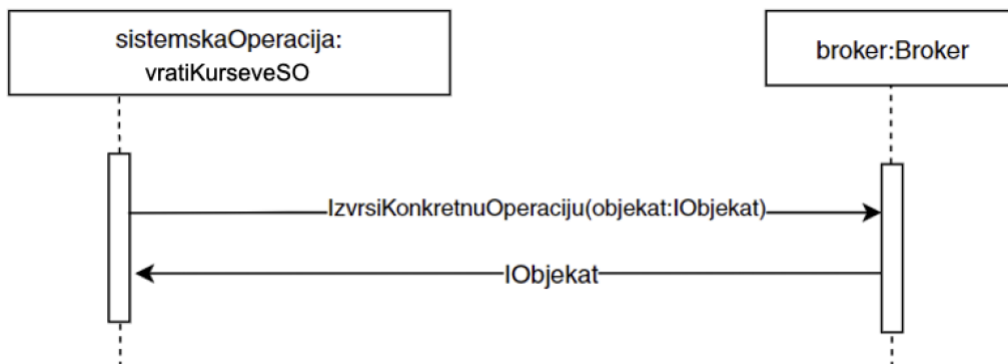 sistemskaOperacija:
vratiKurseveSO
broker:Broker
IzvrsiKonkretnuOperaciju(objekat:IObjekat)
IObjekat